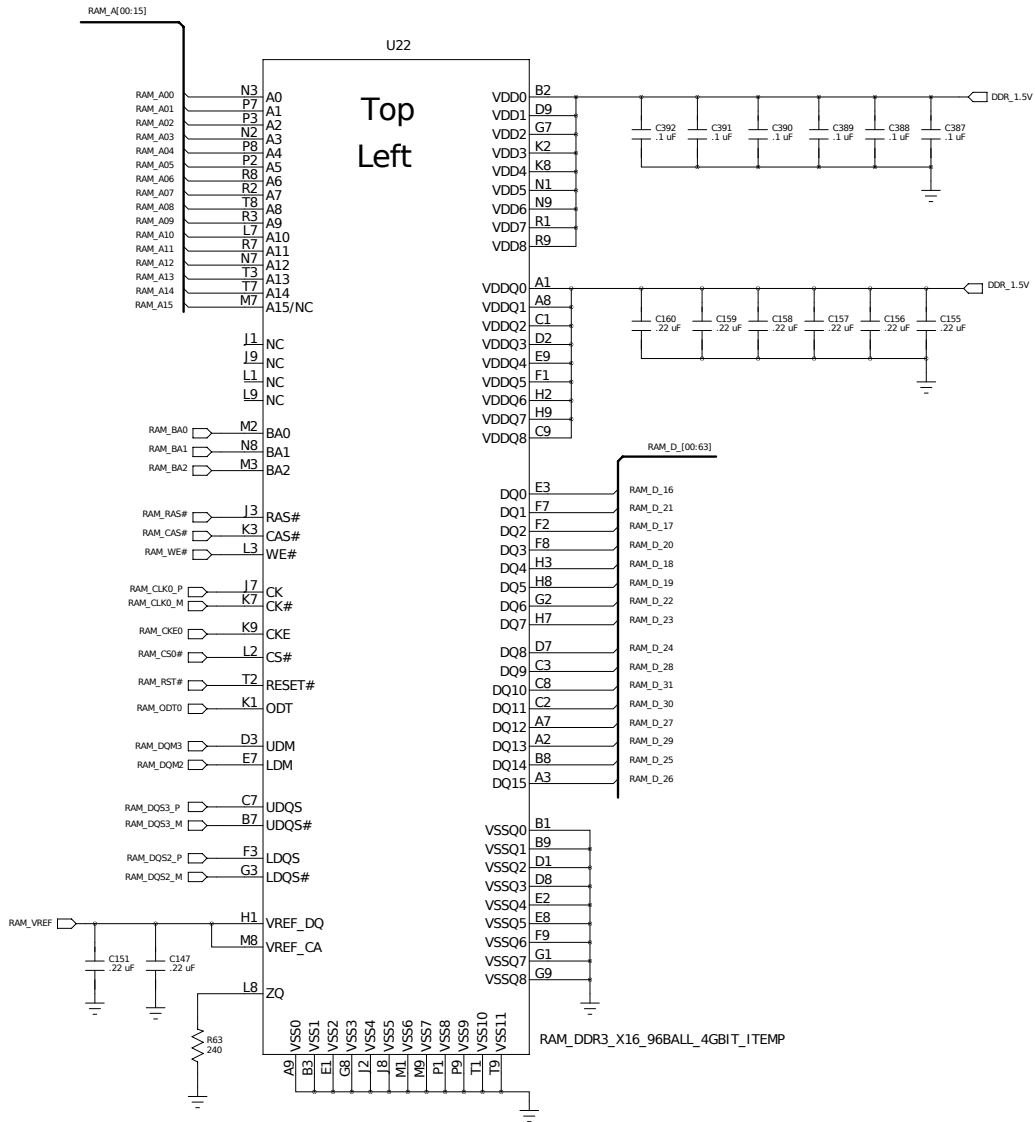 RAM_A[00:15]
U22
Top
Left
RAM_A00 N3 A0
RAM_A01 P7 A1
RAM_A02 P3 A2
RAM_A03 N2 A3
RAM_A04 P8 A4
RAM_A05 P2 A5
RAM_A06 R8 A6
RAM_A07 R2 A7
RAM_A08 T8 A8
RAM_A09 R3 A9
RAM_A10 L7 A10
RAM_A11 R7 A11
RAM_A12 N7 A12
RAM_A13 T3 A13
RAM_A14 T7 A14
RAM_A15 M7 A15/NC
J1 NC
J9 NC
L1 NC
L9 NC
RAM_BA0 M2 BA0
RAM_BA1 N8 BA1
RAM_BA2 M3 BA2
RAM_RAS# J3 RAS#
RAM_CAS# K3 CAS#
RAM_WE# L3 WE#
RAM_CLK0_P J7 CK
RAM_CLK0_M K7 CK#
RAM_CKE0 K9 CKE
RAM_CS0# L2 CS#
RAM_RST# T2 RESET#
RAM_ODT0 K1 ODT
RAM_DQM3 D3 UDM
RAM_DQM2 E7 LDM
RAM_DQS3_P C7 UDQS
RAM_DQS3_M B7 UDQS#
RAM_DQS2_P F3 LDQS
RAM_DQS2_M G3 LDQS#
RAM_VREF H1 VREF_DQ
M8 VREF_CA
C151 .22 uF
C147 .22 uF
L8 ZQ
R63
240
VDD0 B2
VDD1 D9
VDD2 G7
VDD3 K2
VDD4 K8
VDD5 N1
VDD6 N9
VDD7 R1
VDD8 R9
DDR_1.5V
C392 .1 uF
C391 .1 uF
C390 .1 uF
C389 .1 uF
C388 .1 uF
C387 .1 uF
VDDQ0 A1
VDDQ1 A8
VDDQ2 C1
VDDQ3 D2
VDDQ4 E9
VDDQ5 F1
VDDQ6 H2
VDDQ7 H9
VDDQ8 C9
DDR_1.5V
C160 .22 uF
C159 .22 uF
C158 .22 uF
C157 .22 uF
C156 .22 uF
C155 .22 uF
RAM_D_[00:63]
DQ0 E3 RAM_D_16
DQ1 F7 RAM_D_21
DQ2 F2 RAM_D_17
DQ3 F8 RAM_D_20
DQ4 H3 RAM_D_18
DQ5 H8 RAM_D_19
DQ6 G2 RAM_D_22
DQ7 H7 RAM_D_23
DQ8 D7 RAM_D_24
DQ9 C3 RAM_D_28
DQ10 C8 RAM_D_31
DQ11 C2 RAM_D_30
DQ12 A7 RAM_D_27
DQ13 A2 RAM_D_29
DQ14 B8 RAM_D_25
DQ15 A3 RAM_D_26
VSSQ0 B1
VSSQ1 B9
VSSQ2 D1
VSSQ3 D8
VSSQ4 E2
VSSQ5 E8
VSSQ6 F9
VSSQ7 G1
VSSQ8 G9
RAM_DDR3_X16_96BALL_4GBIT_ITEMP
VSS0 A9
VSS1 B3
VSS2 E1
VSS3 G8
VSS4 J2
VSS5 J8
VSS6 M1
VSS7 M9
VSS8 P1
VSS9 P9
VSS10 T1
VSS11 T9